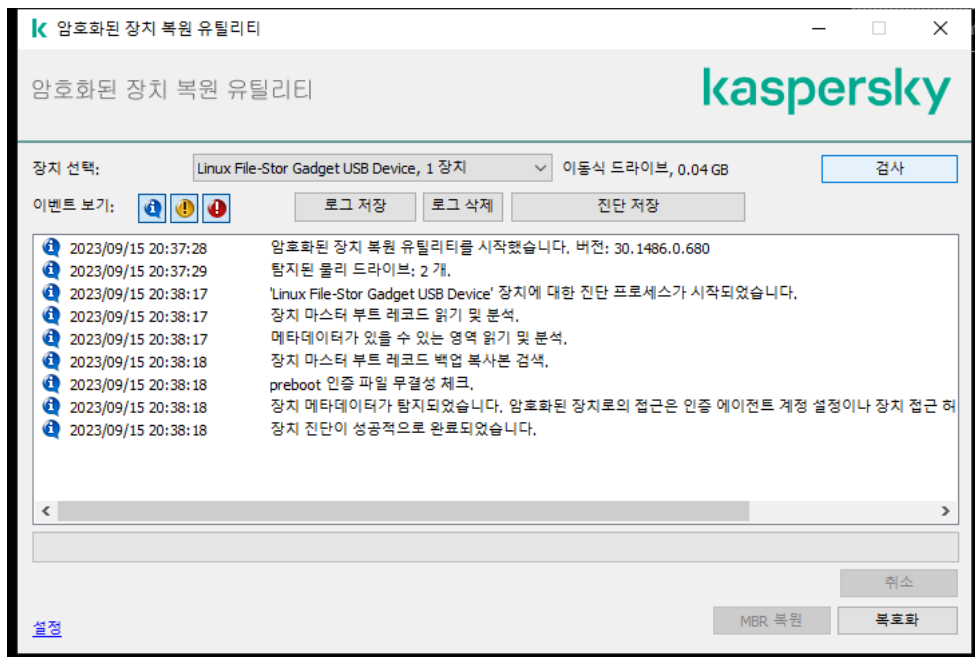 암호화된 장치 복원 유틸리티
암호화된 장치 복원 유틸리티
kaspersky
장치 선택: Linux File-Stor Gadget USB Device, 1 장치 이동식 드라이브, 0.04 GB 검사
이벤트 보기: 로그 저장 로그 삭제 진단 저장
2023/09/15 20:37:28 암호화된 장치 복원 유틸리티를 시작했습니다. 버전: 30.1486.0.680
2023/09/15 20:37:29 탐지된 물리 드라이브: 2 개.
2023/09/15 20:38:17 'Linux File-Stor Gadget USB Device' 장치에 대한 진단 프로세스가 시작되었습니다.
2023/09/15 20:38:17 장치 마스터 부트 레코드 읽기 및 분석.
2023/09/15 20:38:17 메타데이터가 있을 수 있는 영역 읽기 및 분석.
2023/09/15 20:38:18 장치 마스터 부트 레코드 백업 복사본 검색.
2023/09/15 20:38:18 preboot 인증 파일 무결성 체크.
2023/09/15 20:38:18 장치 메타데이터가 탐지되었습니다. 암호화된 장치로의 접근은 인증 에이전트 계정 설정이나 장치 접근 허
2023/09/15 20:38:18 장치 진단이 성공적으로 완료되었습니다.
취소
MBR 복원 복호화
설정